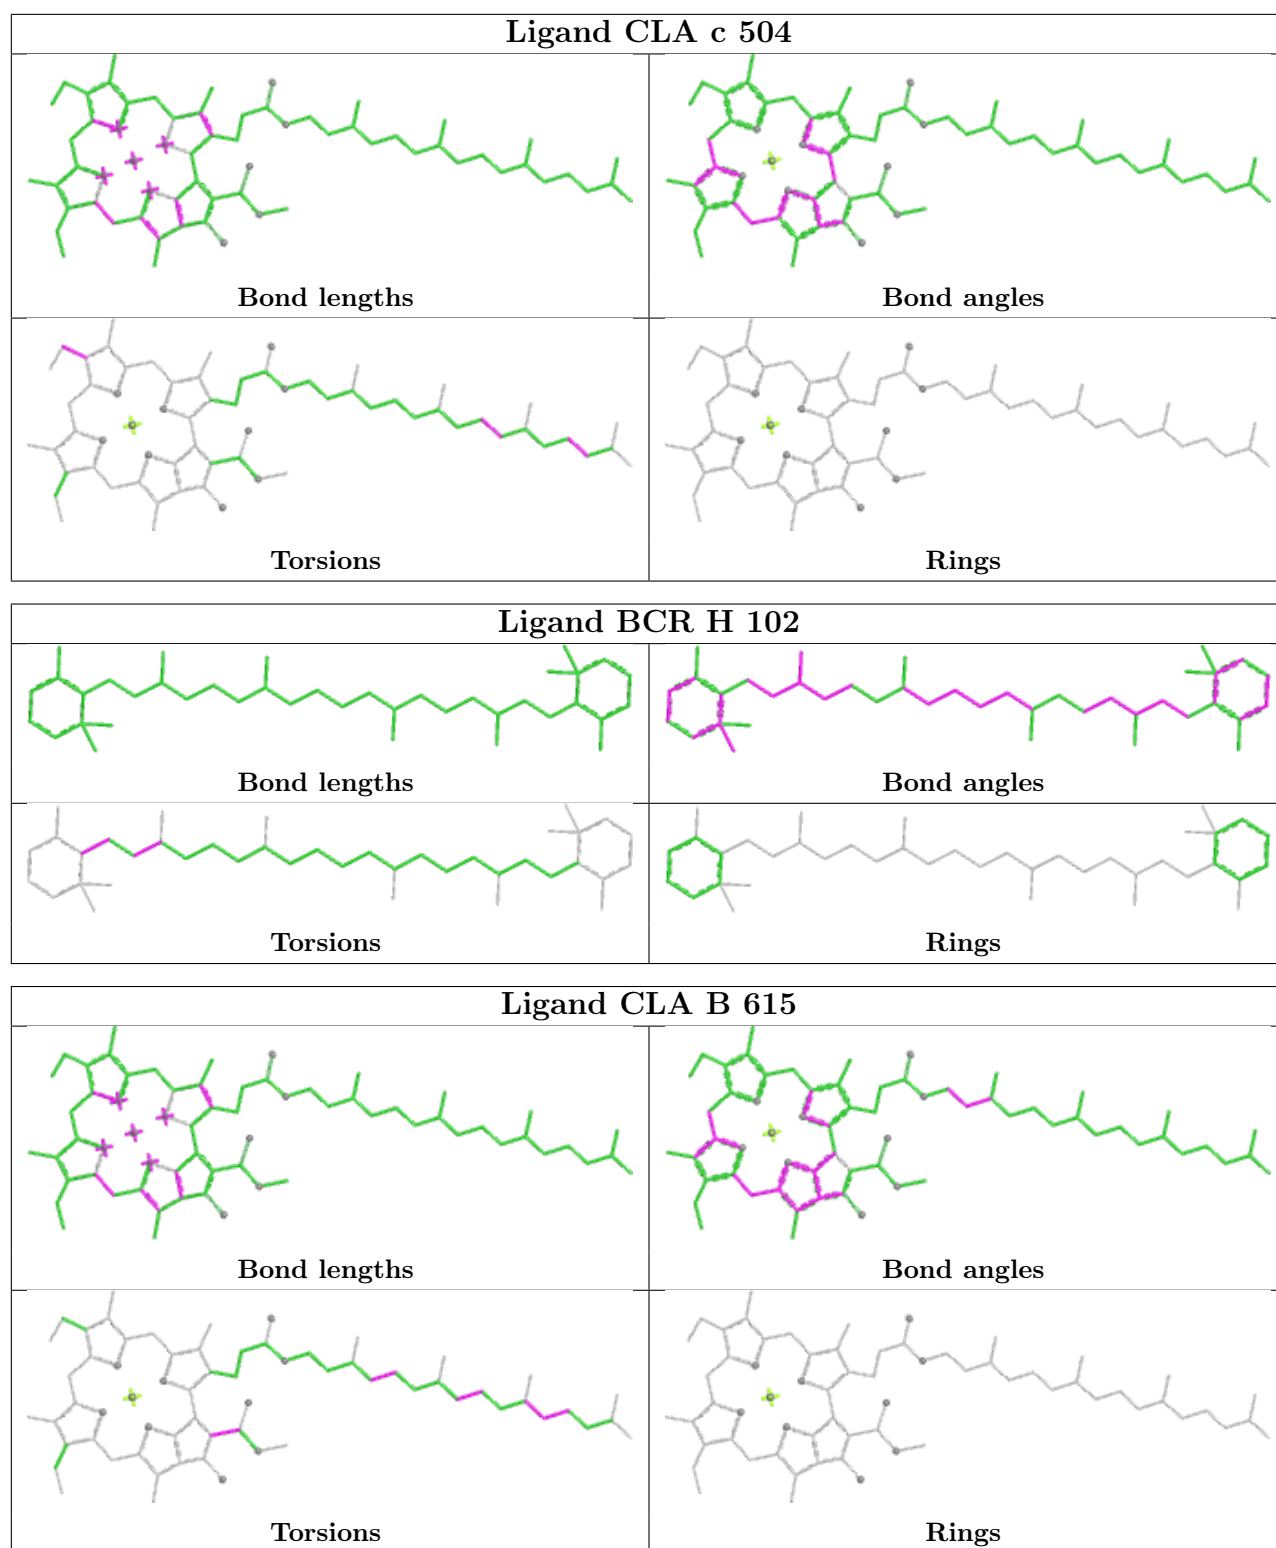 Ligand CLA c 504
Bond lengths
Bond angles
Torsions
Rings
Ligand BCR H 102
Bond lengths
Bond angles
Torsions
Rings
Ligand CLA B 615
Bond lengths
Bond angles
Torsions
Rings